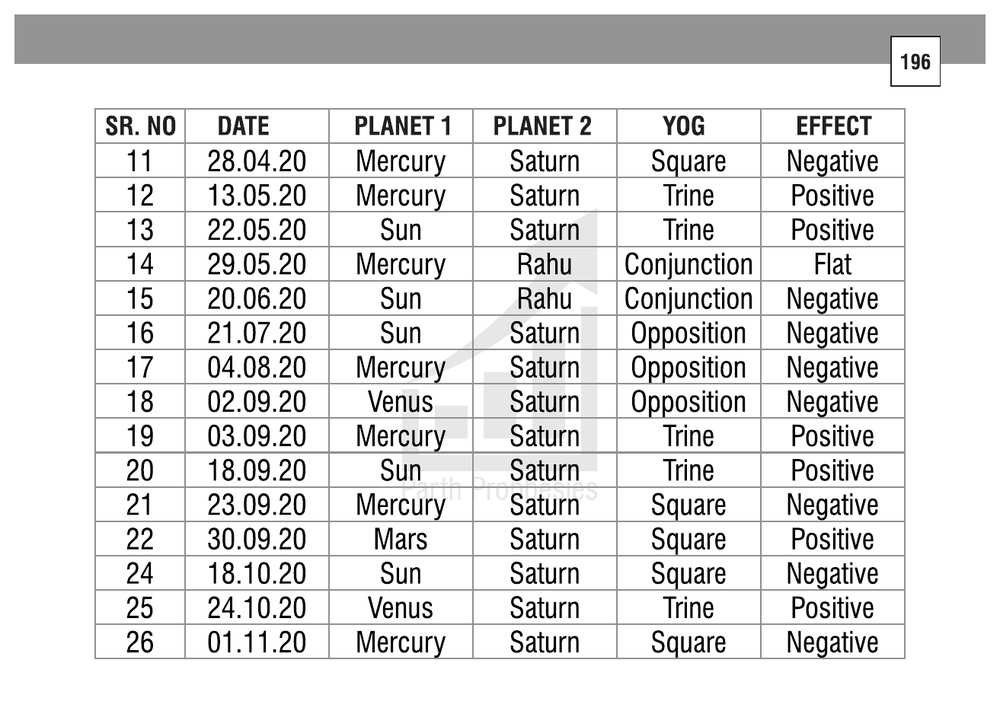 196
SR. NO DATE PLANET 1 PLANET 2 YOG EFFECT
11 28.04.20 Mercury Saturn Square Negative
12 13.05.20 Mercury Saturn Trine Positive
13 22.05.20 Sun Saturn Trine Positive
14 29.05.20 Mercury Rahu Conjunction Flat
15 20.06.20 Sun Rahu Conjunction Negative
16 21.07.20 Sun Saturn Opposition Negative
17 04.08.20 Mercury Saturn Opposition Negative
18 02.09.20 Venus Saturn Opposition Negative
19 03.09.20 Mercury Saturn Trine Positive
20 18.09.20 Sun Saturn Trine Positive
Parth Prophesies
21 23.09.20 Mercury Saturn Square Negative
22 30.09.20 Mars Saturn Square Positive
24 18.10.20 Sun Saturn Square Negative
25 24.10.20 Venus Saturn Trine Positive
26 01.11.20 Mercury Saturn Square Negative